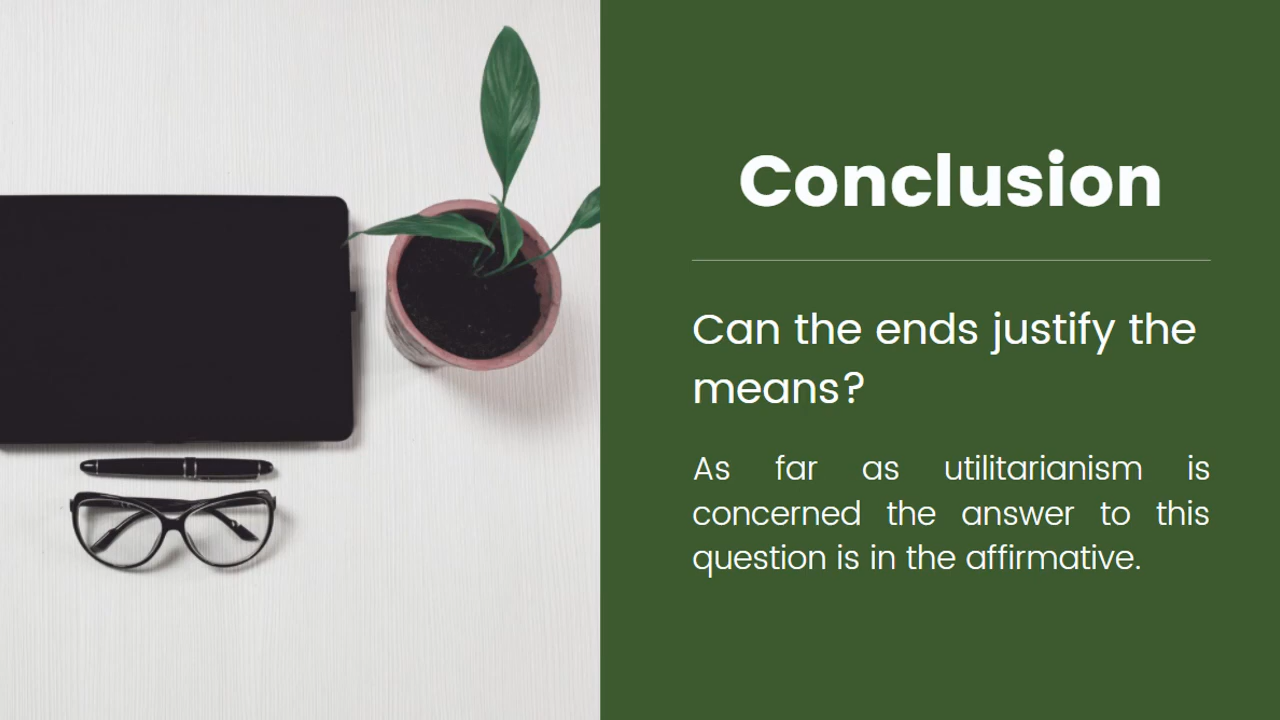 Conclusion
Can the ends justify the
means?
As far as utilitarianism is
concerned the answer to this
question is in the affirmative.